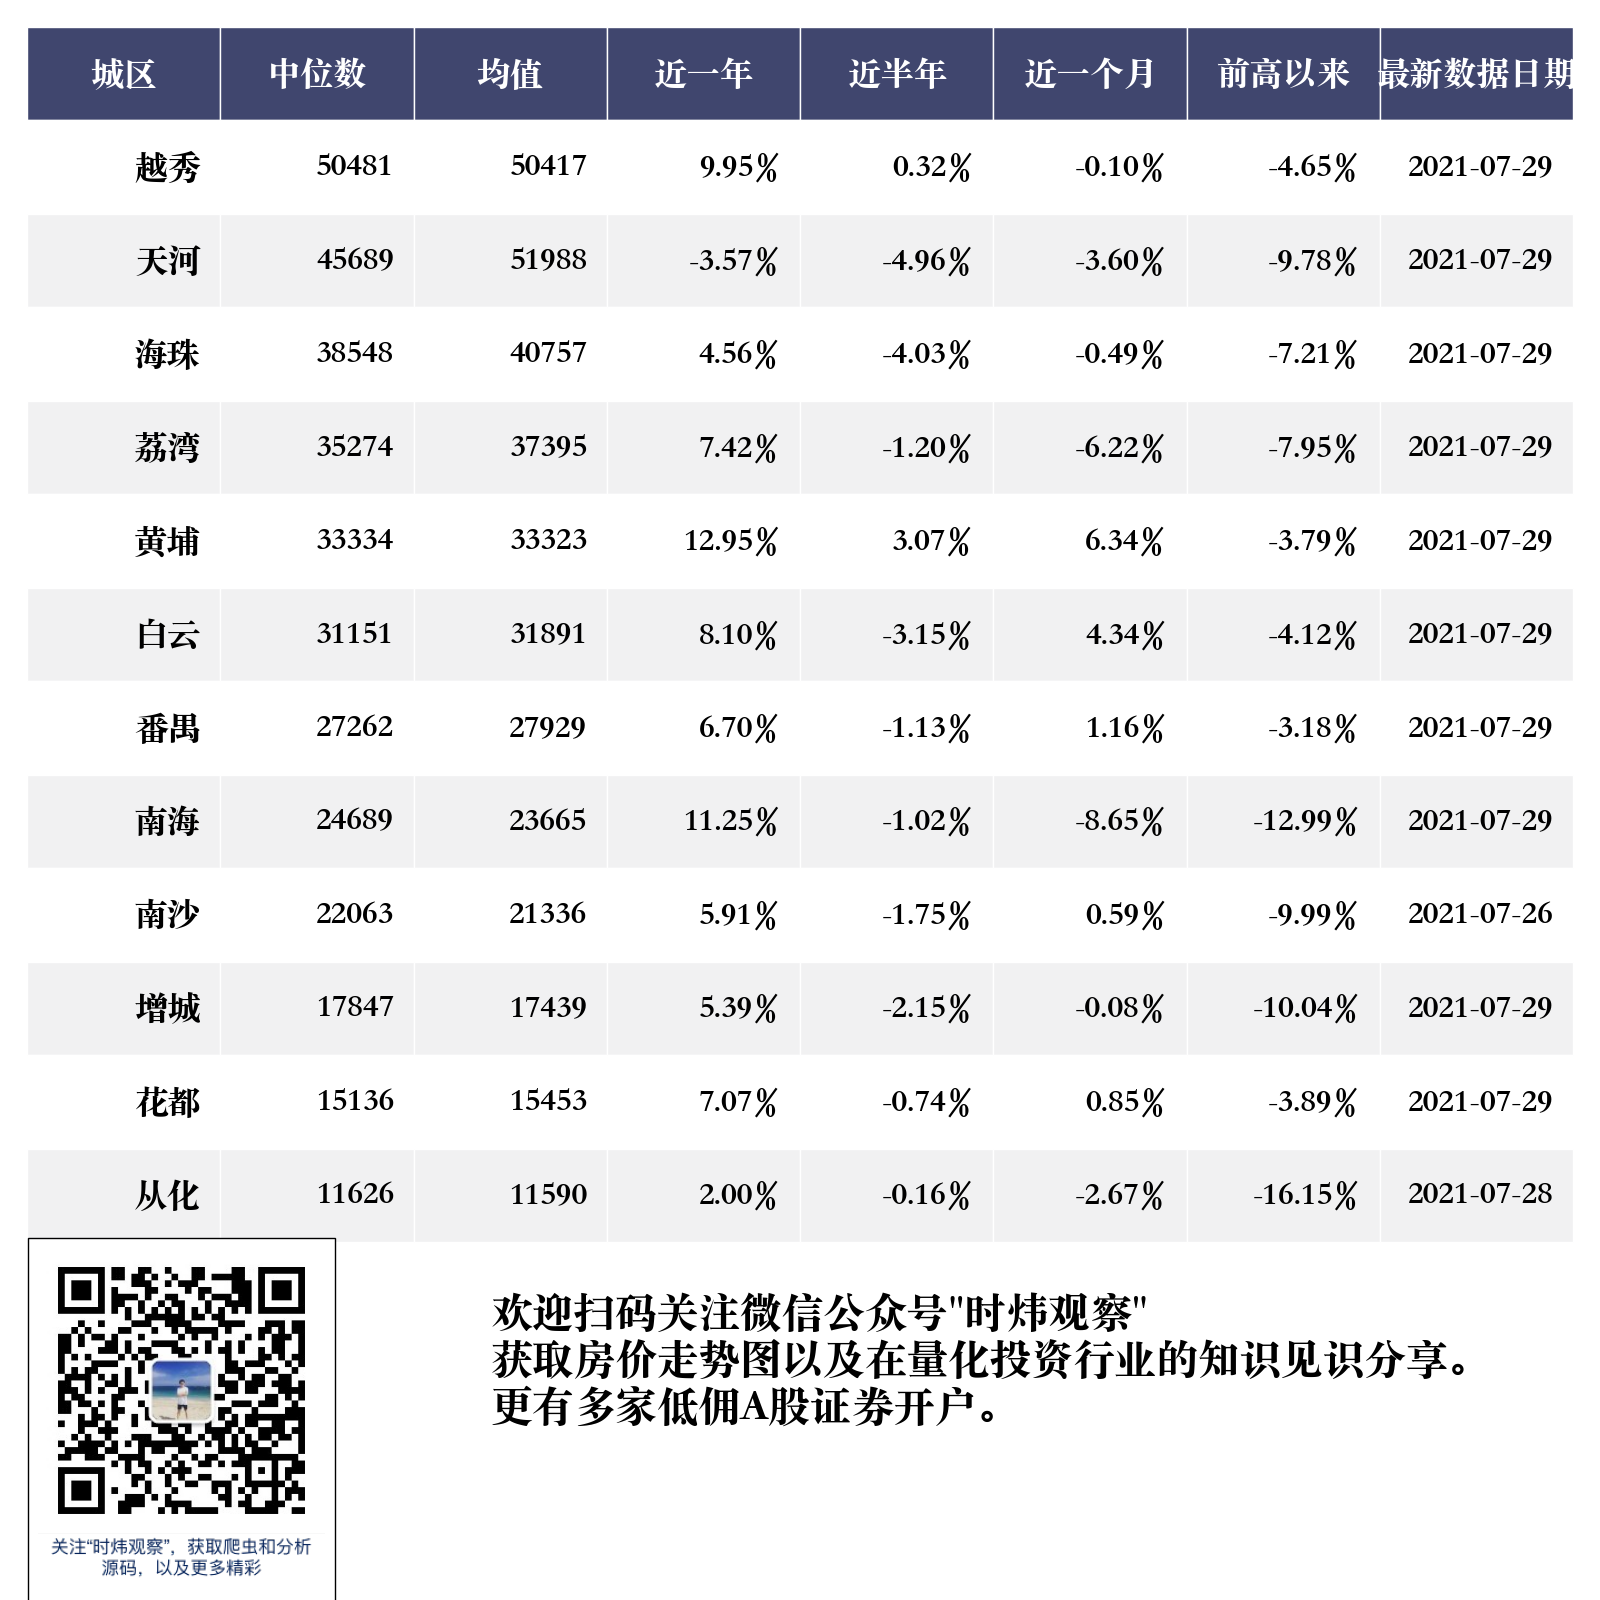 城区 中位数 均值 近一年 近半年 近一个月 前高以来 最新数据日期
越秀 50481 50417 9.95% 0.32% -0.10% -4.65% 2021-07-29
天河 45689 51988 -3.57% -4.96% -3.60% -9.78% 2021-07-29
海珠 38548 40757 4.56% -4.03% -0.49% -7.21% 2021-07-29
荔湾 35274 37395 7.42% -1.20% -6.22% -7.95% 2021-07-29
黄埔 33334 33323 12.95% 3.07% 6.34% -3.79% 2021-07-29
白云 31151 31891 8.10% -3.15% 4.34% -4.12% 2021-07-29
番禺 27262 27929 6.70% -1.13% 1.16% -3.18% 2021-07-29
南海 24689 23665 11.25% -1.02% -8.65% -12.99% 2021-07-29
南沙 22063 21336 5.91% -1.75% 0.59% -9.99% 2021-07-26
增城 17847 17439 5.39% -2.15% -0.08% -10.04% 2021-07-29
花都 15136 15453 7.07% -0.74% 0.85% -3.89% 2021-07-29
从化 11626 11590 2.00% -0.16% -2.67% -16.15% 2021-07-28
欢迎扫码关注微信公众号"时炜观察"
获取房价走势图以及在量化投资行业的知识见识分享。
更有多家低佣A股证券开户。
关注“时炜观察”，获取爬虫和分析
源码，以及更多精彩